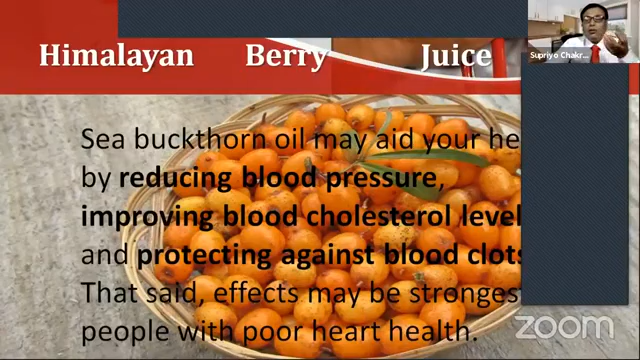 Himalayan Berry Juice
Supriyo Chakr...
Sea buckthorn oil may aid your he
by reducing blood pressure,
improving blood cholesterol level
and protecting against blood clots
That said, effects may be stronges
people with poor heart health.
zoom